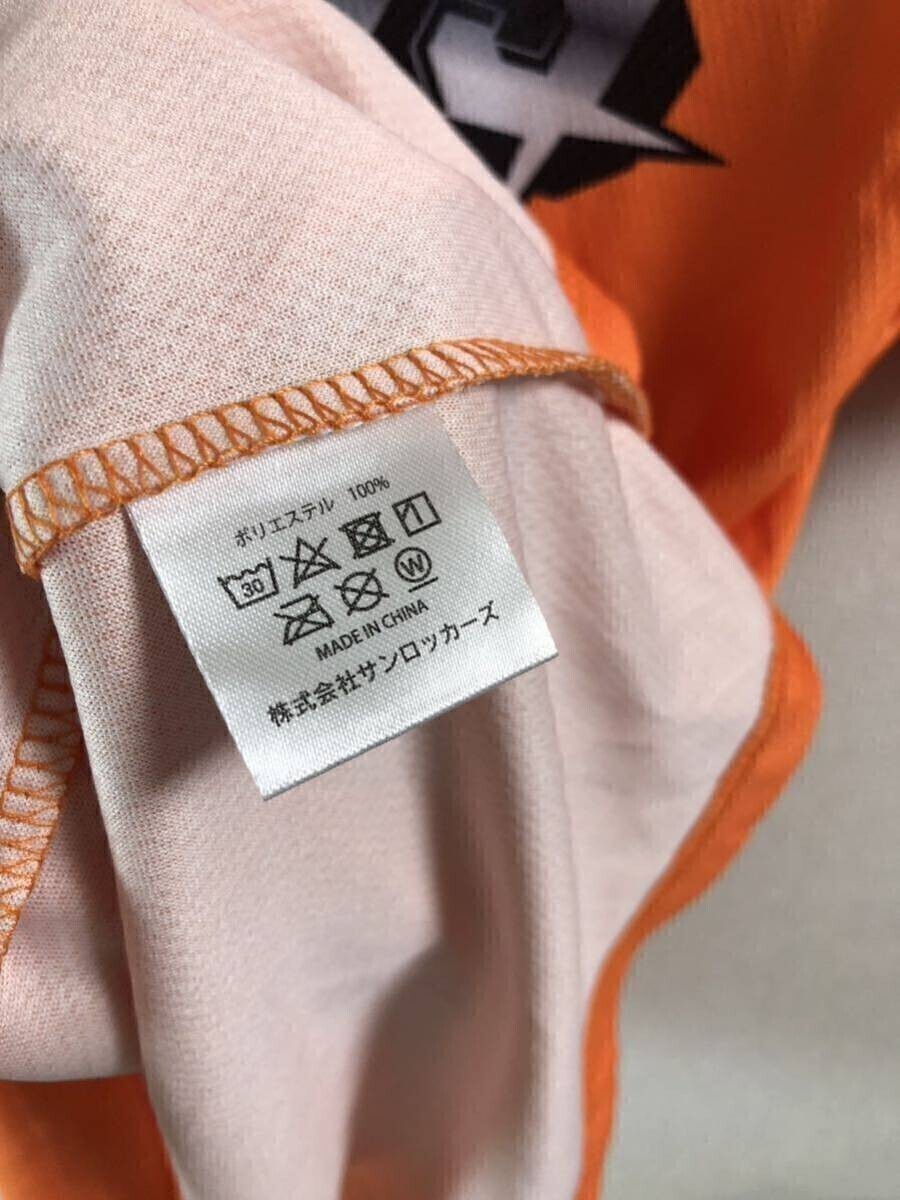 ポリエステル 100%
30
W
MADE IN CHINA
株式会社サンロッカーズ